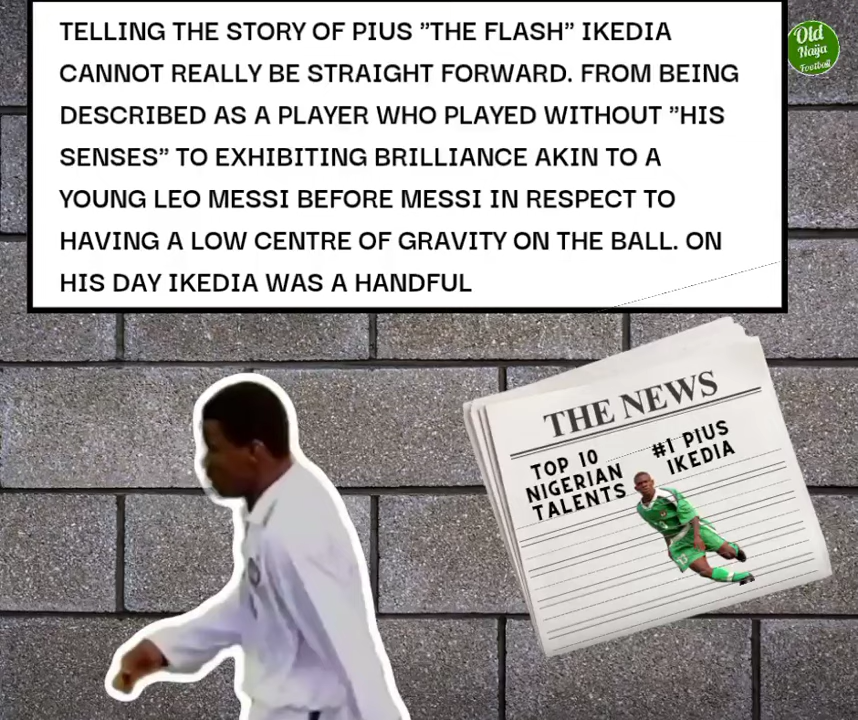 TELLING THE STORY OF PIUS ”THE FLASH” IKEDIA
CANNOT REALLY BE STRAIGHT FORWARD. FROM BEING
DESCRIBED AS A PLAYER WHO PLAYED WITHOUT ”HIS
SENSES” TO EXHIBITING BRILLIANCE AKIN TO A
YOUNG LEO MESSI BEFORE MESSI IN RESPECT TO
HAVING A LOW CENTRE OF GRAVITY ON THE BALL. ON
HIS DAY IKEDIA WAS A HANDFUL
Old
Naija
Football
THE NEWS
TOP 10
NIGERIAN
TALENTS
#1 PIUS
IKEDIA